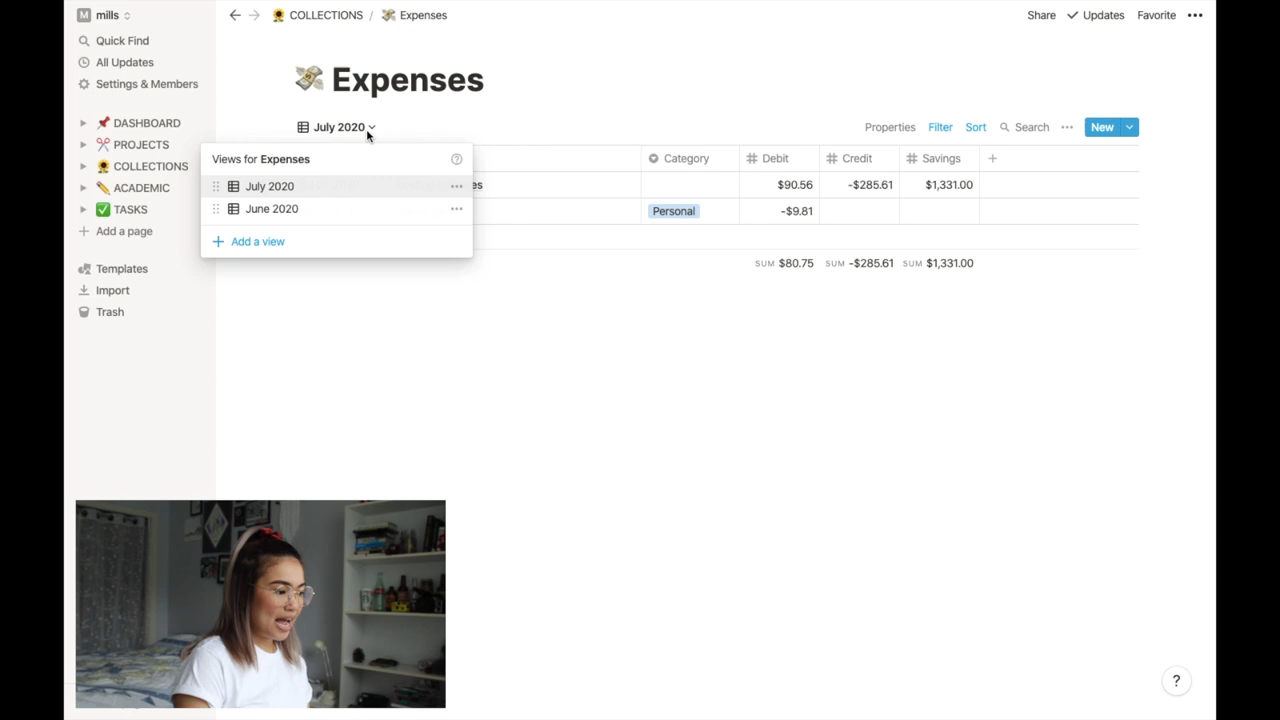 M mills
COLLECTIONS / Expenses
Share
Updates
Favorite
Quick Find
All Updates
Settings & Members
DASHBOARD
PROJECTS
COLLECTIONS
ACADEMIC
TASKS
Add a page
Templates
Import
Trash
Expenses
July 2020
Properties
Filter
Sort
Search
New
Views for Expenses
July 2020
June 2020
Add a view
Category
# Debit
# Credit
# Savings
$90.56 -$285.61 $1,331.00
Personal -$9.81
SUM $80.75 SUM -$285.61 SUM $1,331.00
?